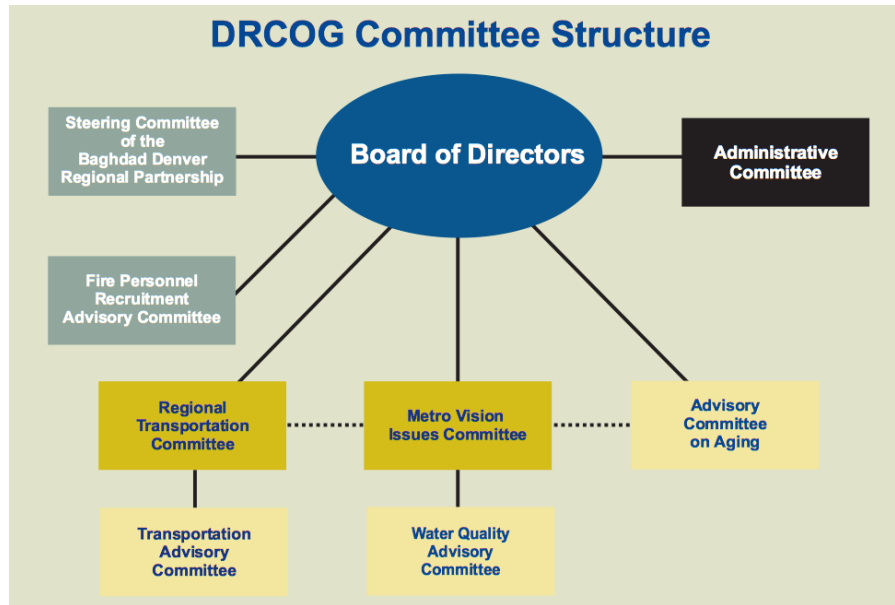 DRCOG Committee Structure
Steering Committee
of the
Baghdad Denver
Regional Partnership
Board of Directors
Administrative
Committee
Fire Personnel
Recruitment
Advisory Committee
Regional
Transportation
Committee
Metro Vision
Issues Committee
Advisory
Committee
on Aging
Transportation
Advisory
Committee
Water Quality
Advisory
Committee